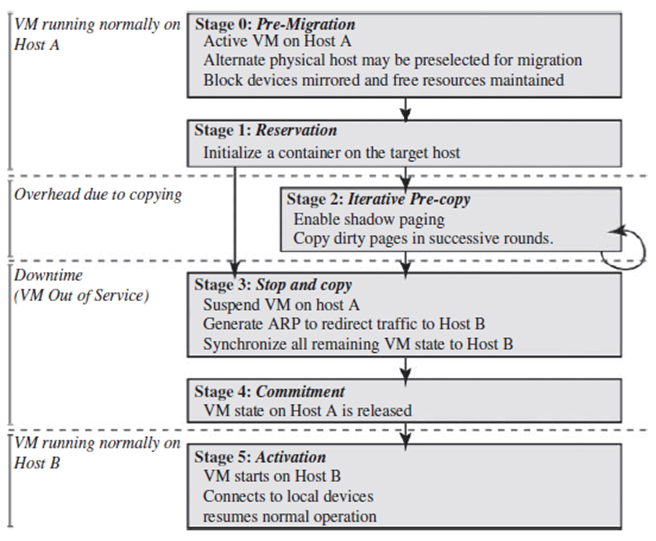 VM running normally on
Host A
Stage 0: Pre-Migration
Active VM on Host A
Alternate physical host may be preselected for migration
Block devices mirrored and free resources maintained
Stage 1: Reservation
Initialize a container on the target host
Overhead due to copying
Stage 2: Iterative Pre-copy
Enable shadow paging
Copy dirty pages in successive rounds.
Downtime
(VM Out of Service)
Stage 3: Stop and copy
Suspend VM on host A
Generate ARP to redirect traffic to Host B
Synchronize all remaining VM state to Host B
Stage 4: Commitment
VM state on Host A is released
VM running normally on
Host B
Stage 5: Activation
VM starts on Host B
Connects to local devices
resumes normal operation